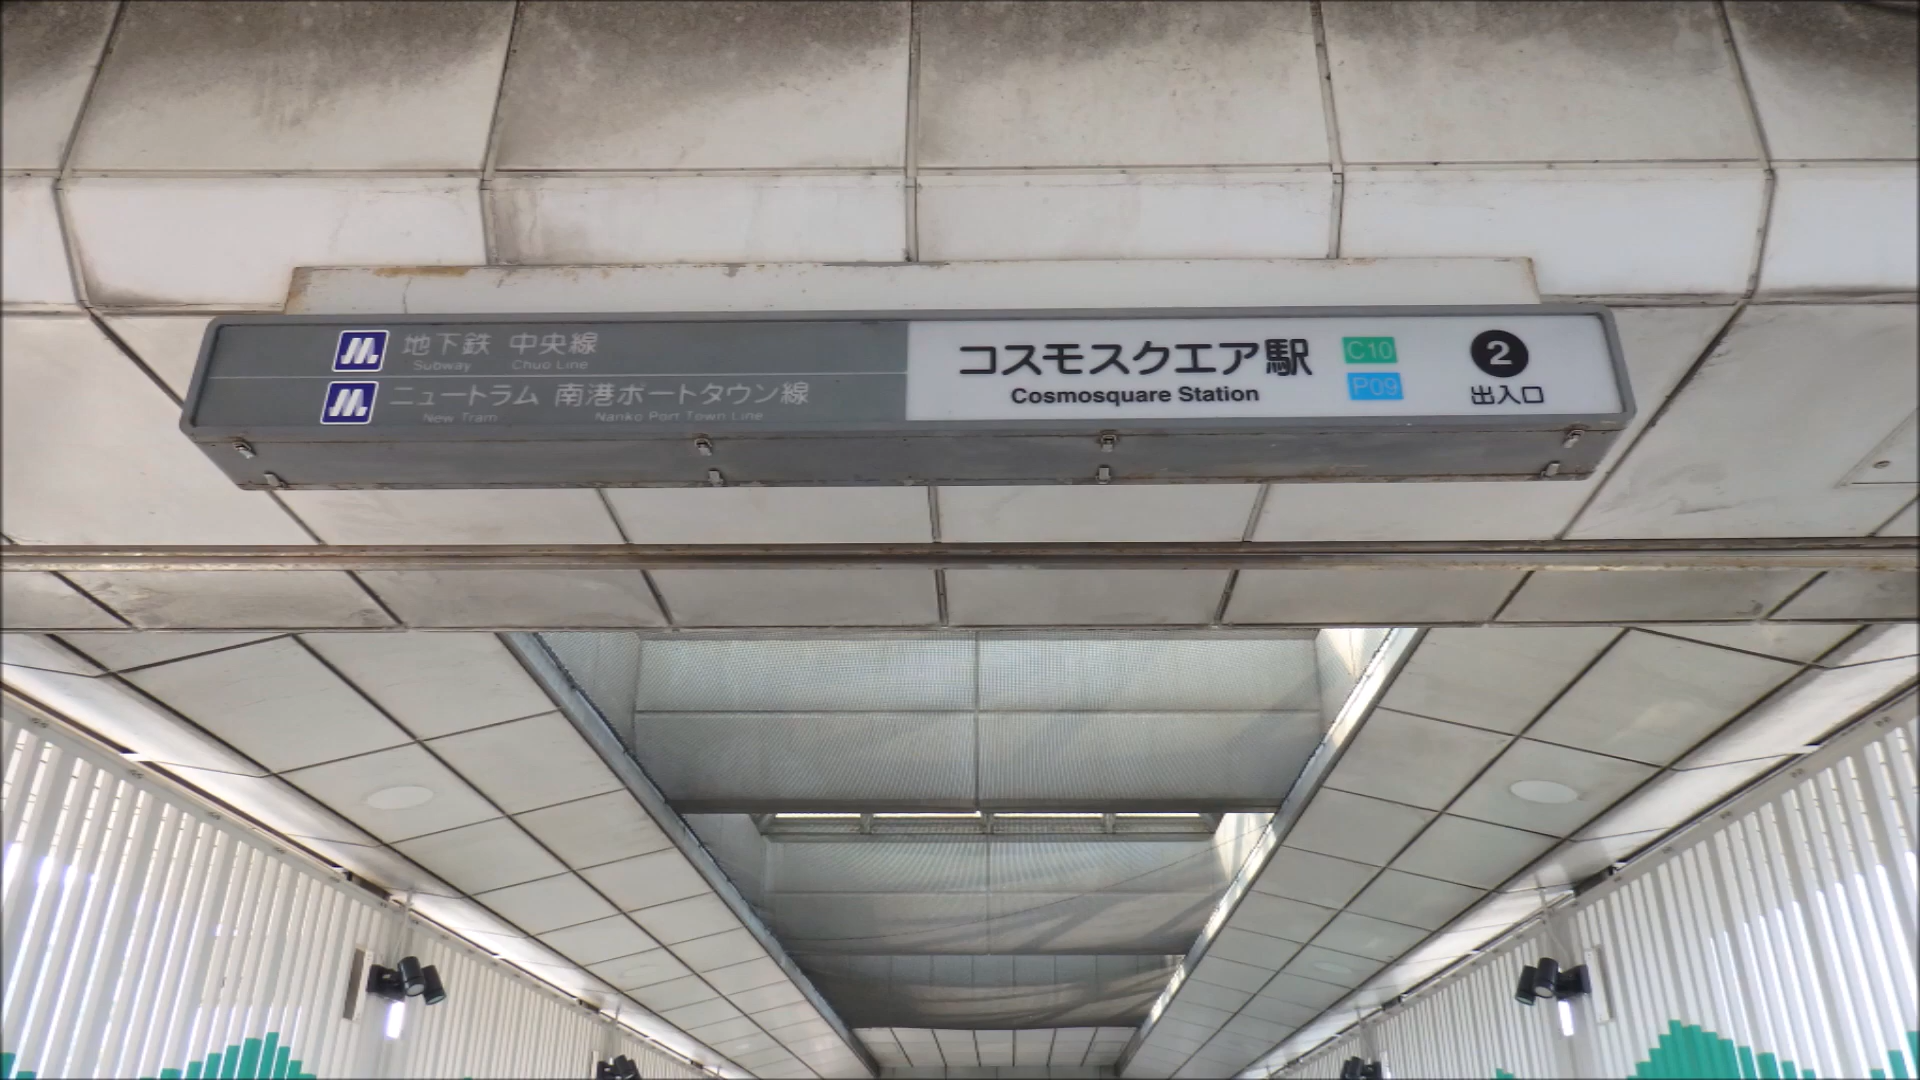 地下鉄 中央線
Subway Chuo Line
ニュートラム 南港ポートタウン線
New Tram Nanko Port Town Line
コスモスクエア駅
Cosmosquare Station
C10
P09
2
出入口